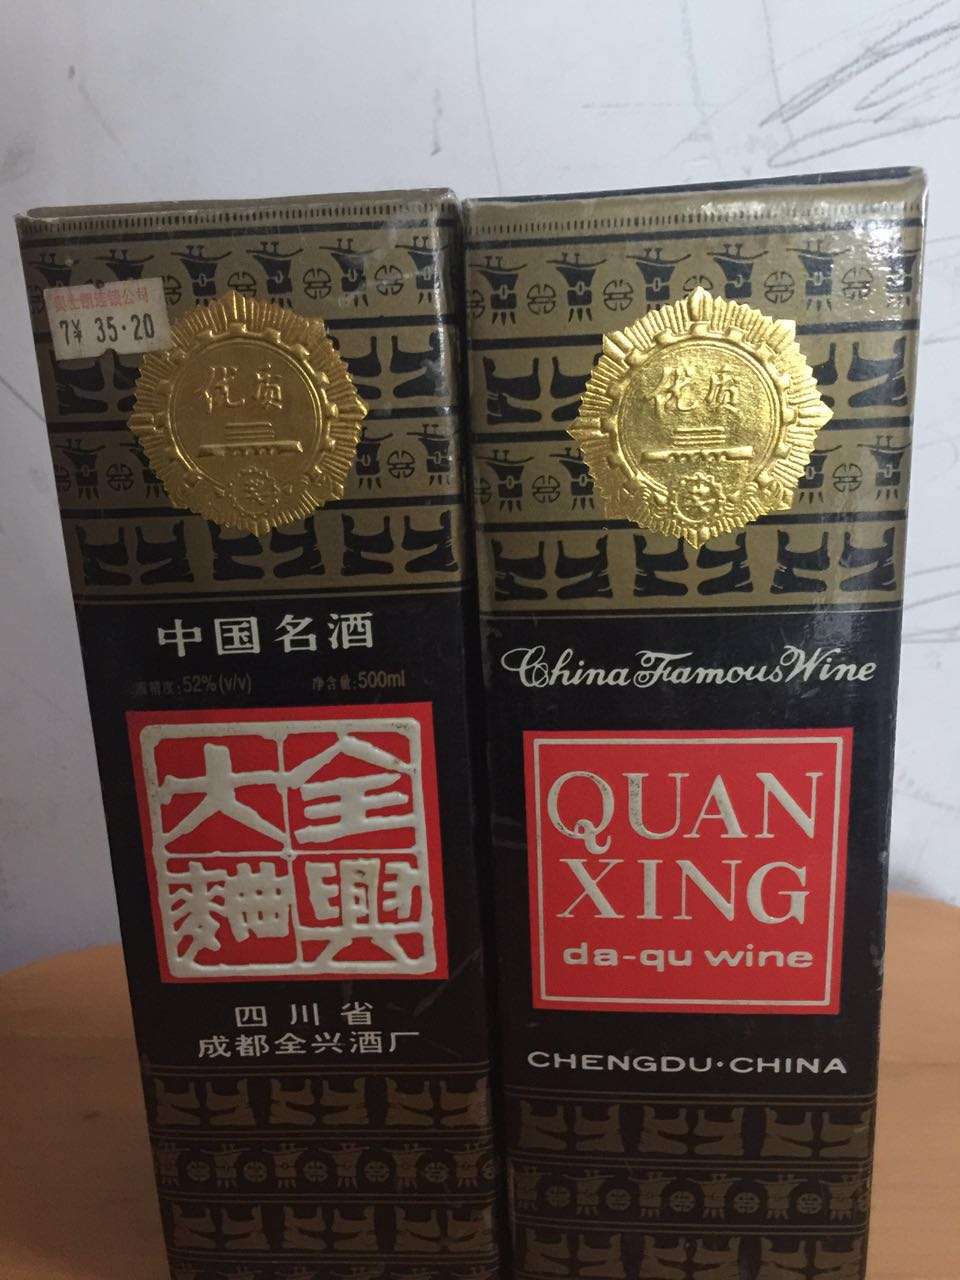 公司
7¥ 35.20
优质
中国名酒
酒精度:52%(v/v) 净含量:500ml
全興
大麯
四川省
成都全兴酒厂
优质
China Famous Wine
QUAN
XING
da-qu wine
CHENGDU·CHINA